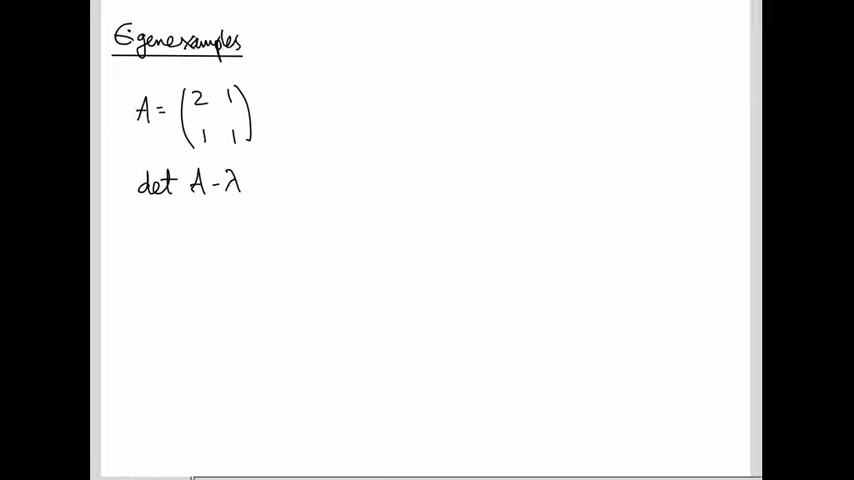 Eigenexamples
A = (2 1
1 1)
det A - λ